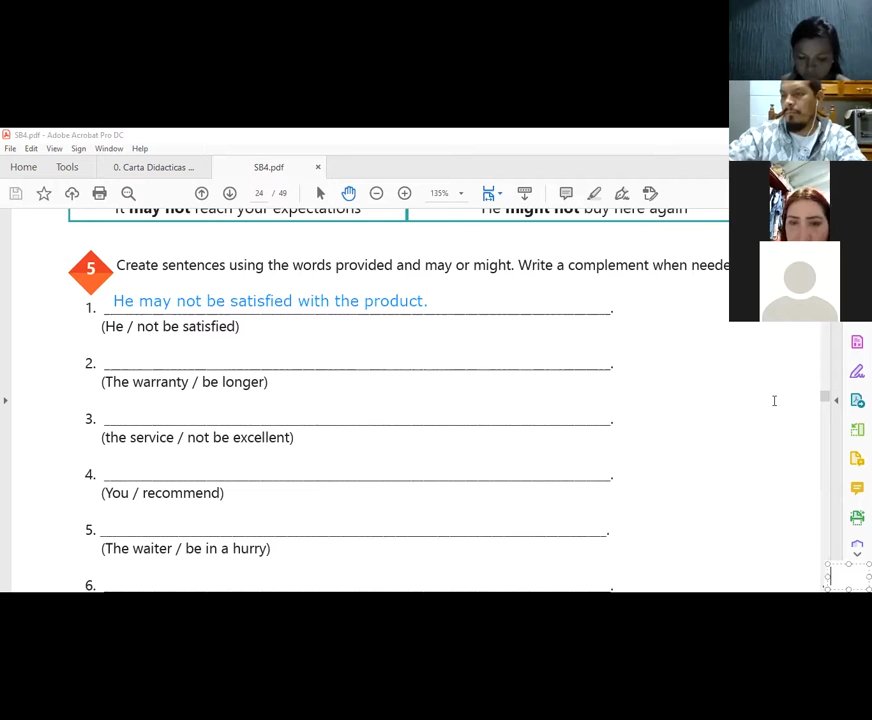 SB4.pdf - Adobe Acrobat Pro DC
File Edit View Sign Window Help
Home Tools 0. Carta Didacticas ... SB4.pdf ×
24 / 49 135%
It may not reach your expectations He might not buy here again
5 Create sentences using the words provided and may or might. Write a complement when neede
1. He may not be satisfied with the product. .
(He / not be satisfied)
2. .
(The warranty / be longer)
3. .
(the service / not be excellent)
4. .
(You / recommend)
5. .
(The waiter / be in a hurry)
6. .